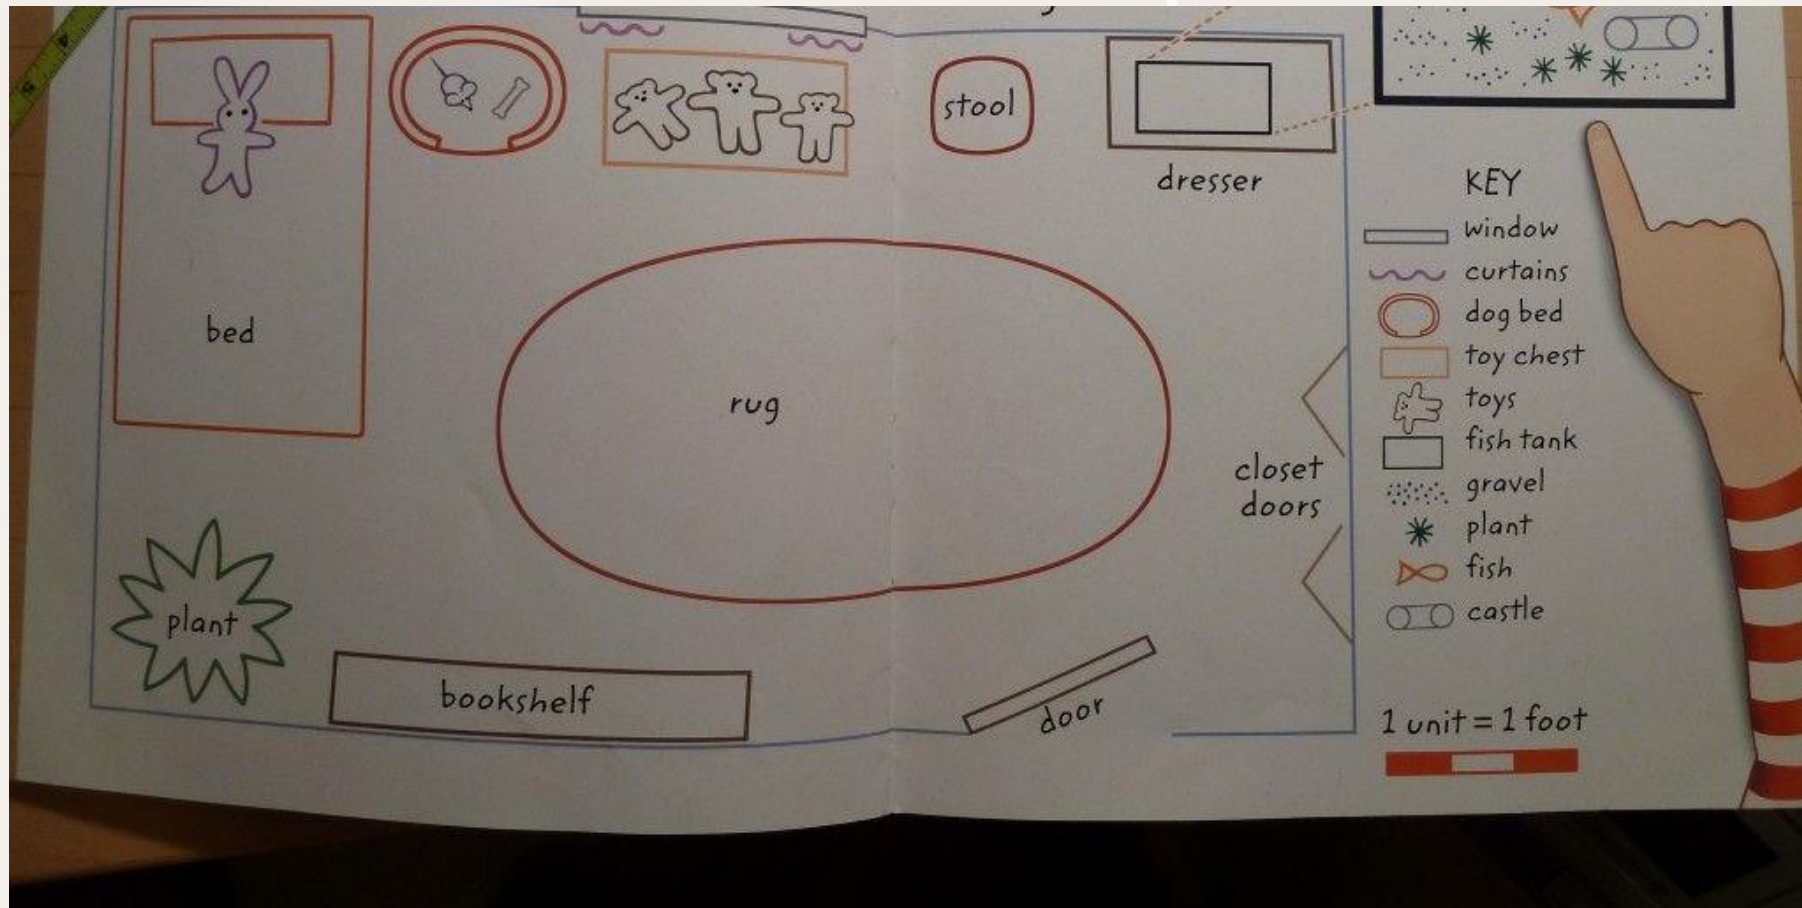 stool
dresser
bed
rug
closet
doors
plant
bookshelf
door
KEY
window
curtains
dog bed
toy chest
toys
fish tank
gravel
plant
fish
castle
1 unit = 1 foot